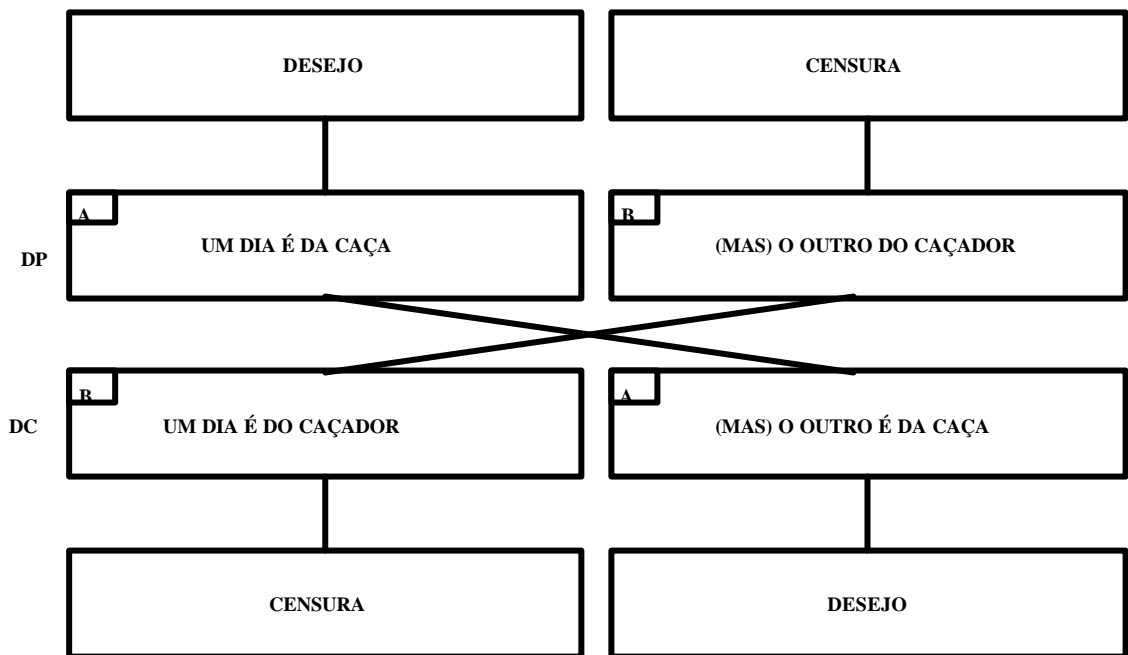 DESEJO
CENSURA
A
B
UM DIA É DA CAÇA
(MAS) O OUTRO DO CAÇADOR
DP
B
A
UM DIA É DO CAÇADOR
(MAS) O OUTRO É DA CAÇA
DC
CENSURA
DESEJO